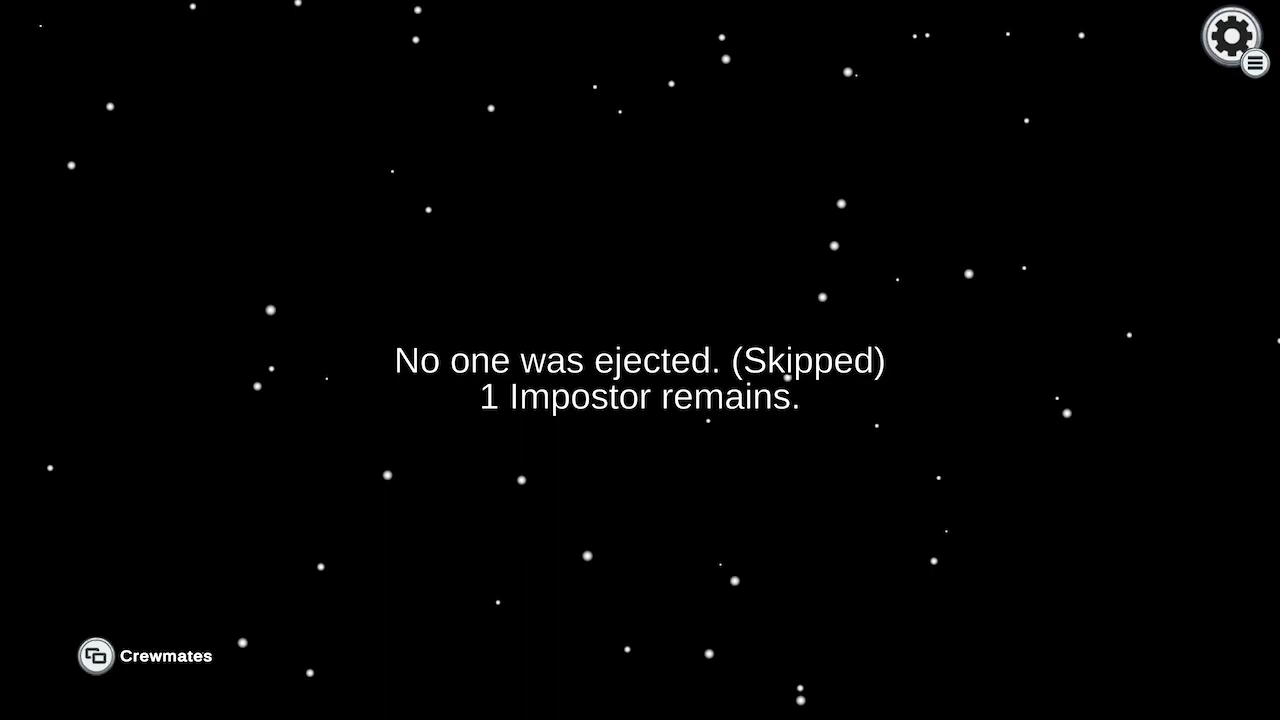 No one was ejected. (Skipped)
1 Impostor remains.
Crewmates